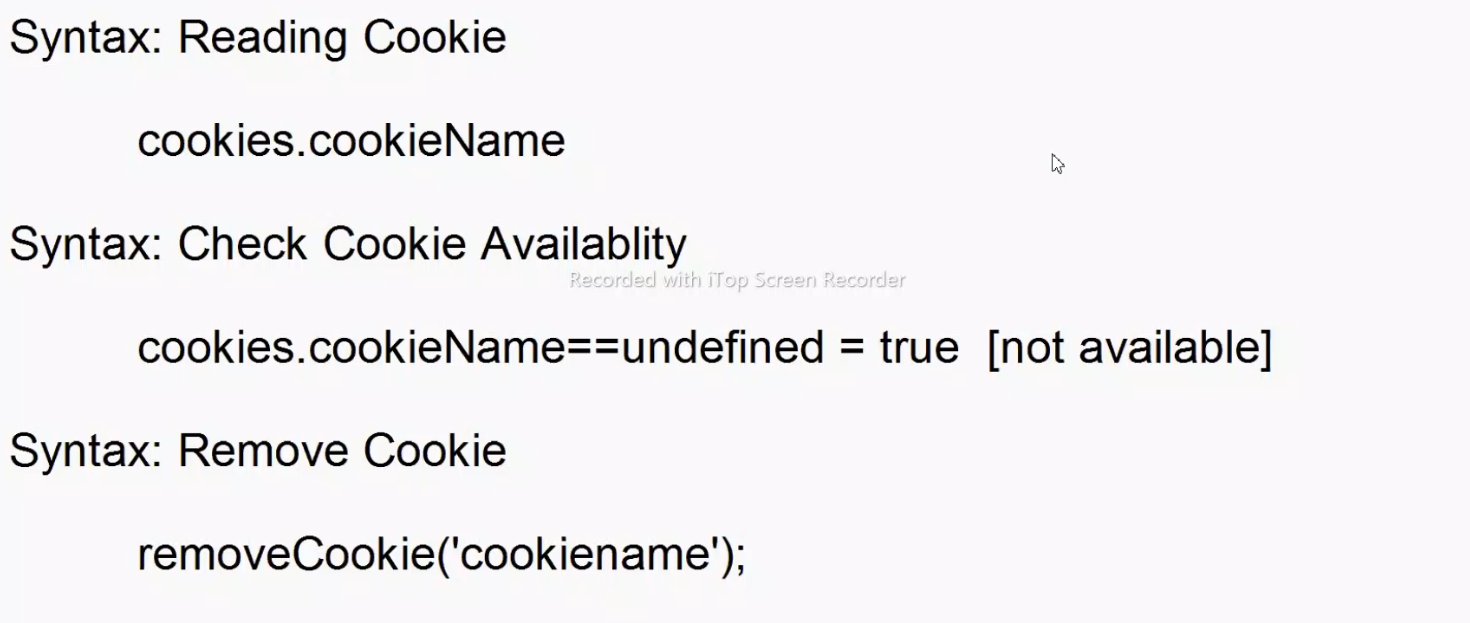 Syntax: Reading Cookie
cookies.cookieName
Syntax: Check Cookie Availablity
Recorded with iTop Screen Recorder
cookies.cookieName==undefined = true  [not available]
Syntax: Remove Cookie
removeCookie('cookiename');